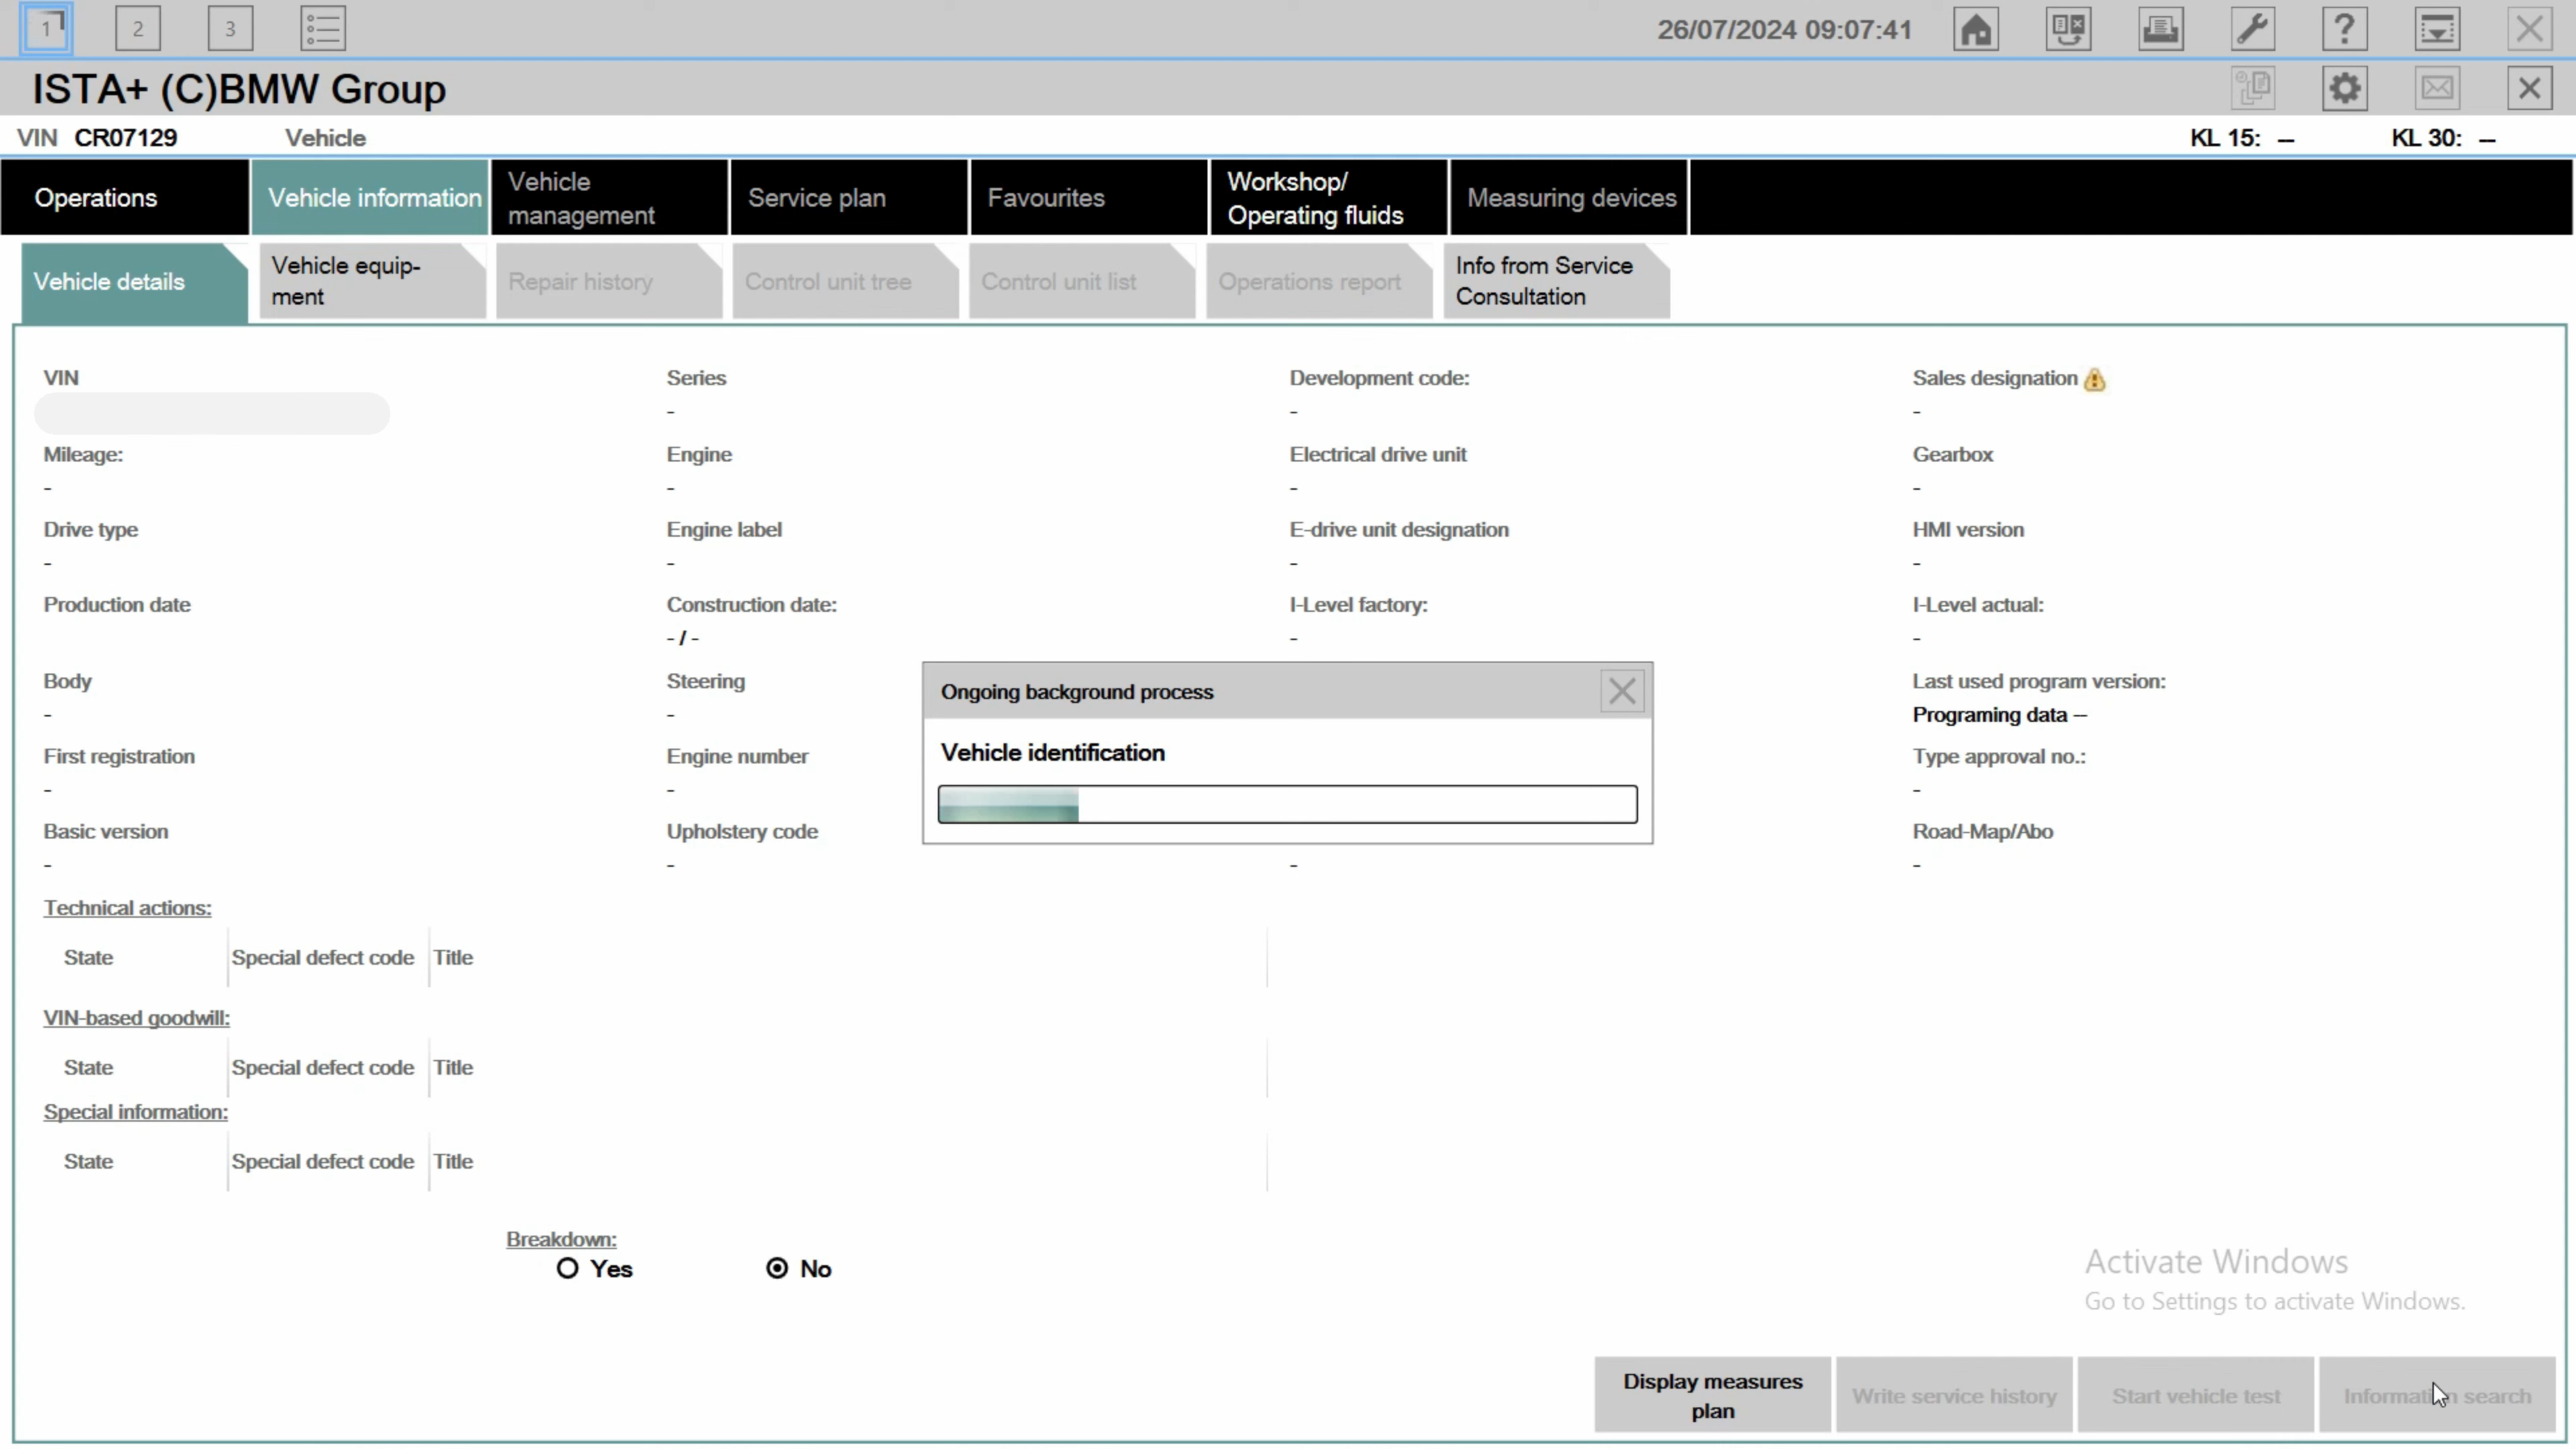 1 2 3 26/07/2024 09:07:41 ?
ISTA+ (C)BMW Group
VIN CR07129 Vehicle KL 15: -- KL 30: --
Operations
Vehicle information
Vehicle
management
Service plan
Favourites
Workshop/
Operating fluids
Measuring devices
Vehicle details
Vehicle equip-
ment
Repair history
Control unit tree
Control unit list
Operations report
Info from Service
Consultation
VIN Series Development code: Sales designation
- - -
Mileage: Engine Electrical drive unit Gearbox
- - - -
Drive type Engine label E-drive unit designation HMI version
- - - -
Production date Construction date: I-Level factory: I-Level actual:
- / - - -
Body Steering Last used program version:
- - Programing data --
First registration Engine number Type approval no.:
- - -
Basic version Upholstery code Road-Map/Abo
- - - -
Ongoing background process
Vehicle identification
Technical actions:
State Special defect code Title
VIN-based goodwill:
State Special defect code Title
Special information:
State Special defect code Title
Breakdown:
Yes No
Activate Windows
Go to Settings to activate Windows.
Display measures
plan
Write service history
Start vehicle test
Information search